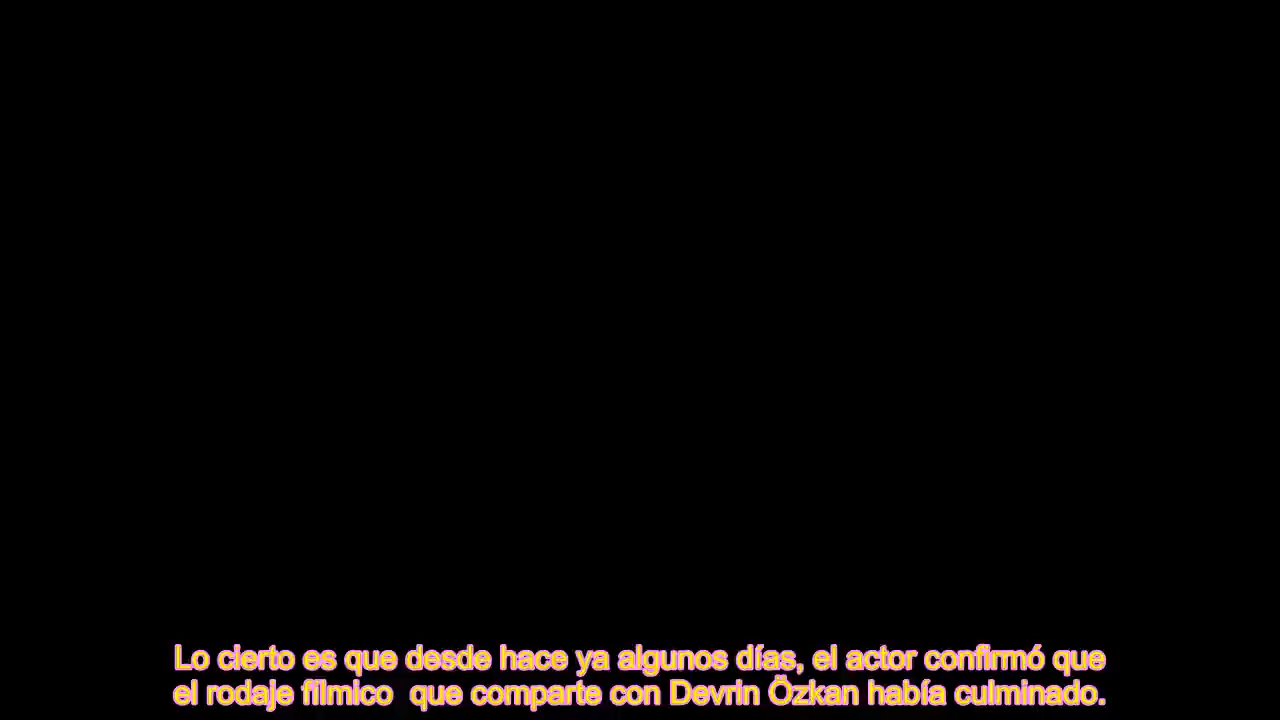 Lo cierto es que desde hace ya algunos días, el actor confirmó que
el rodaje fílmico  que comparte con Devrin Özkan había culminado.